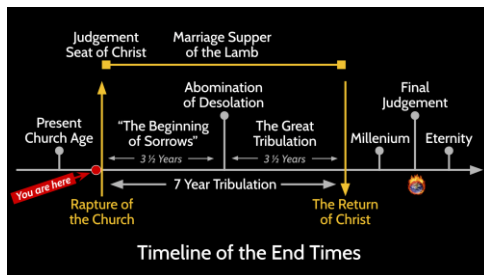 Judgement
Seat of Christ
Marriage Supper
of the Lamb
Abomination
of Desolation
Final
Judgement
Present
Church Age
"The Beginning
of Sorrows"
3 ½ Years
The Great
Tribulation
3 ½ Years
Millenium
Eternity
You are here
7 Year Tribulation
Rapture of
the Church
The Return
of Christ
Timeline of the End Times